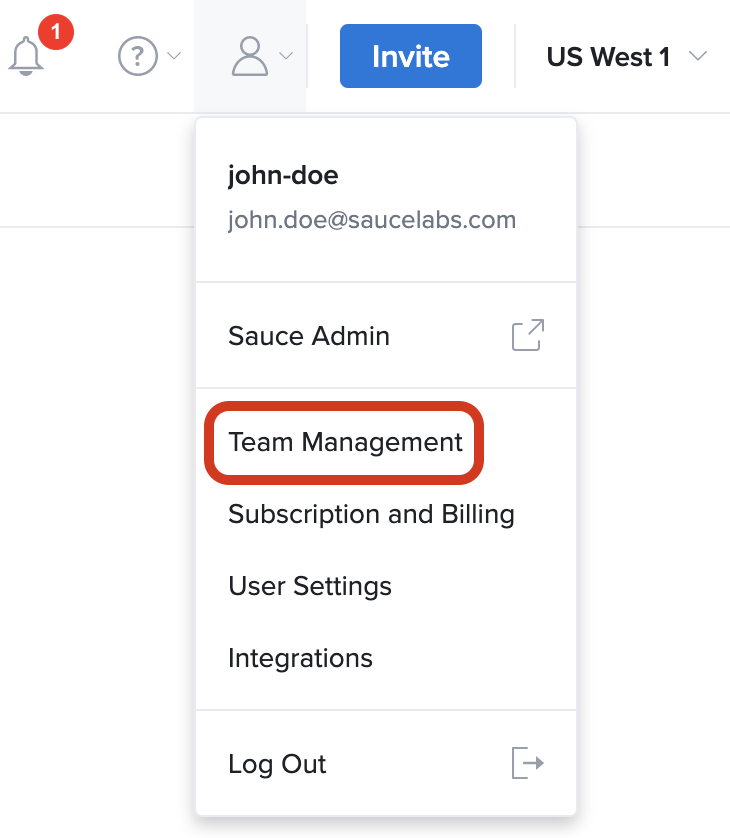 1
?
Invite
US West 1
john-doe
john.doe@saucelabs.com
Sauce Admin
Team Management
Subscription and Billing
User Settings
Integrations
Log Out